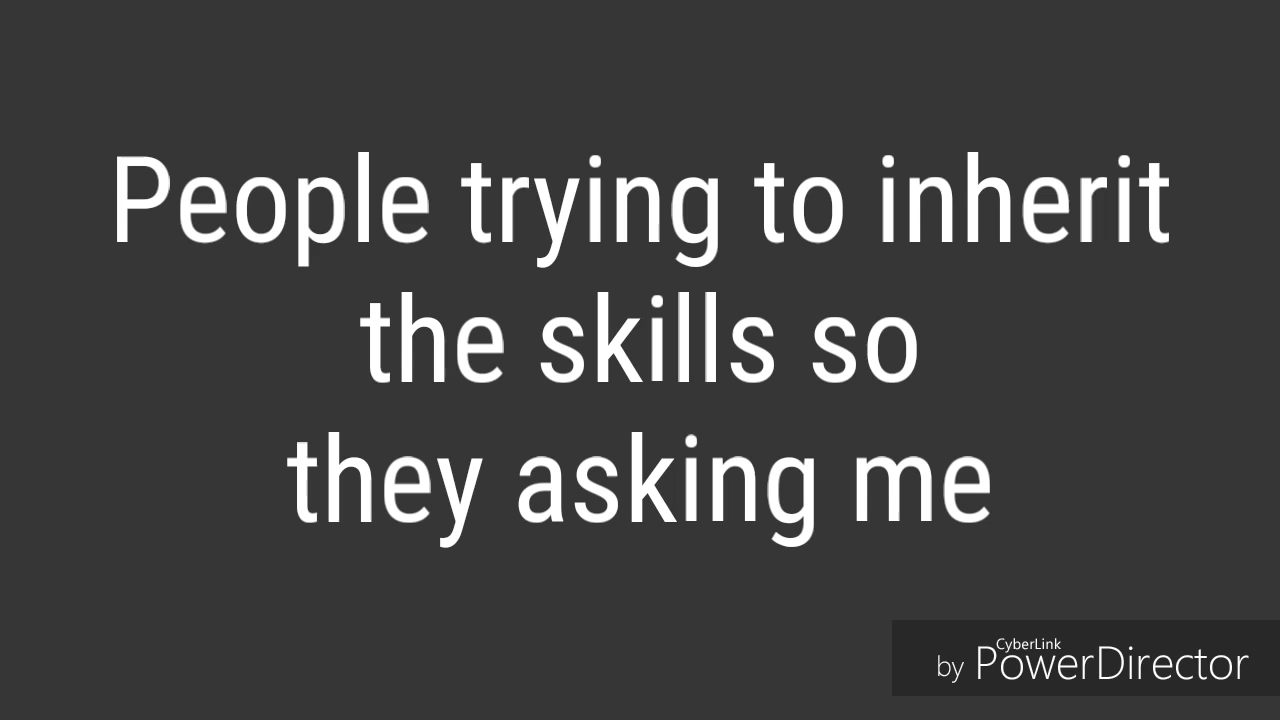 People trying to inherit
the skills so
they asking me
CyberLink
by PowerDirector